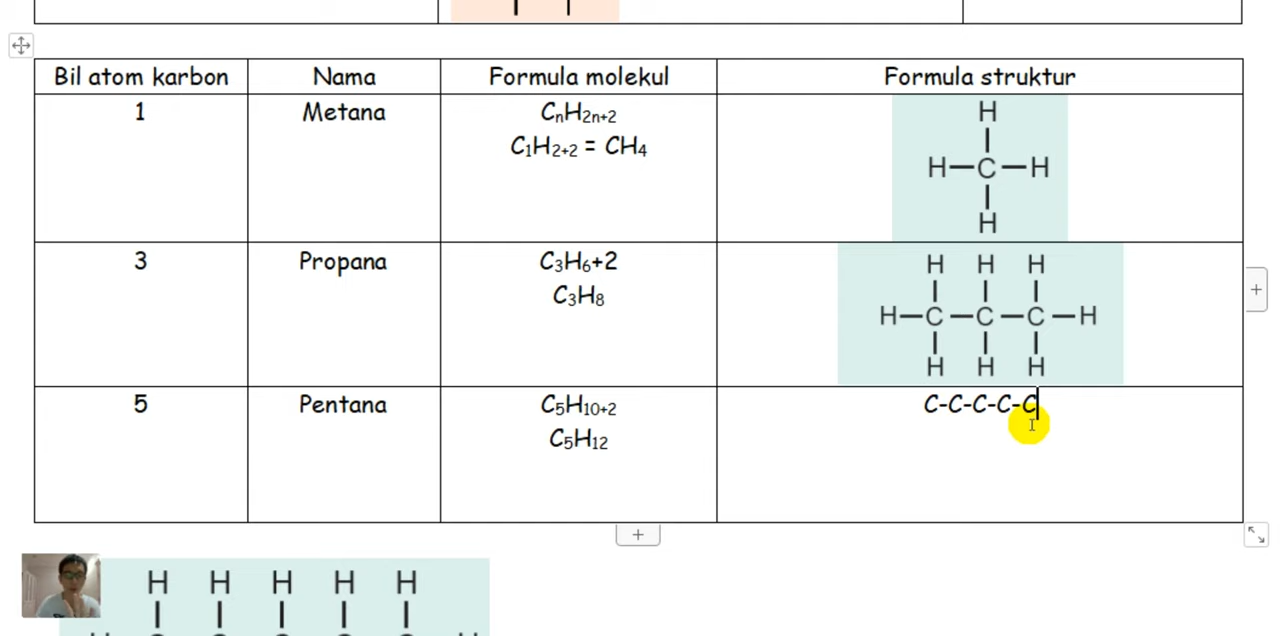 Bil atom karbon Nama Formula molekul Formula struktur
1 Metana CnH2n+2
C1H2+2 = CH4
H
H—C—H
H
3 Propana C3H6+2
C3H8
H H H
H—C—C—C—H
H H H
5 Pentana C5H10+2
C5H12
C-C-C-C-C
H H H H H